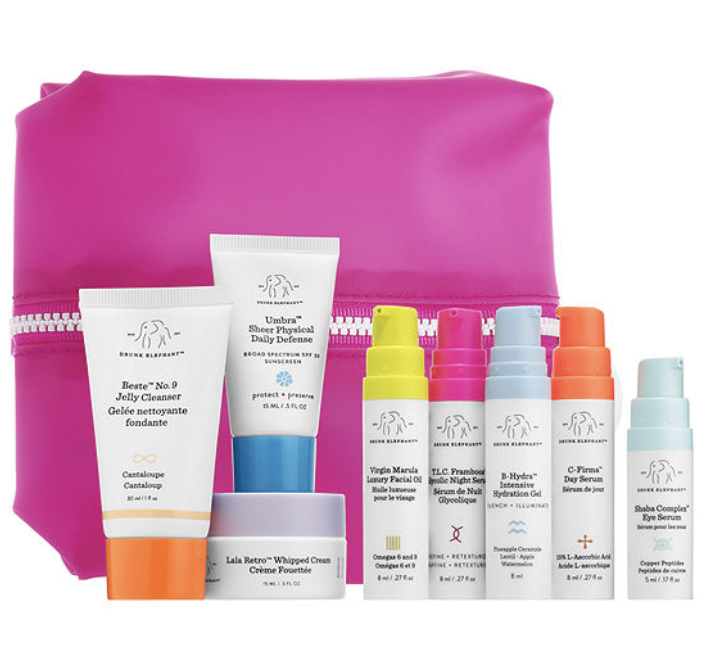 DRUNK ELEPHANT™
Beste™ No. 9
Jelly Cleanser
Gelée nettoyante
fondante
Cantaloupe
Cantaloup
30 ml / 1 fl oz
DRUNK ELEPHANT™
Umbra™
Sheer Physical
Daily Defense
BROAD SPECTRUM SPF 30
SUNSCREEN
protect + preserve
15 ML / .5 FL OZ
Lala Retro™ Whipped Cream
Crème Fouettée
15 ML / .5 FL OZ
DRUNK ELEPHANT
Virgin Marula
Luxury Facial Oil
Huile luxueuse
pour le visage
Omegas 6 and 9
Omégas 6 et 9
8 ml / .27 fl oz
DRUNK ELEPHANT
T.L.C. Framboos
Glycolic Night
Sérum de Nuit
Glycolique
8 ml / .27 fl oz
DRUNK ELEPHANT
B-Hydra™
Intensive
Hydration Gel
Pineapple Ceramide
Lentil · Apple
Watermelon
8 ml
DRUNK ELEPHANT
C-Firma™
Day Serum
Sérum de jour
15% L-Ascorbic Acid
Acide L-ascorbique
8 ml / .27 fl oz
DRUNK ELEPHANT
Shaba Complex™
Eye Serum
Sérum pour les yeux
Copper Peptides
Peptides de cuivre
5 ml / .17 fl oz